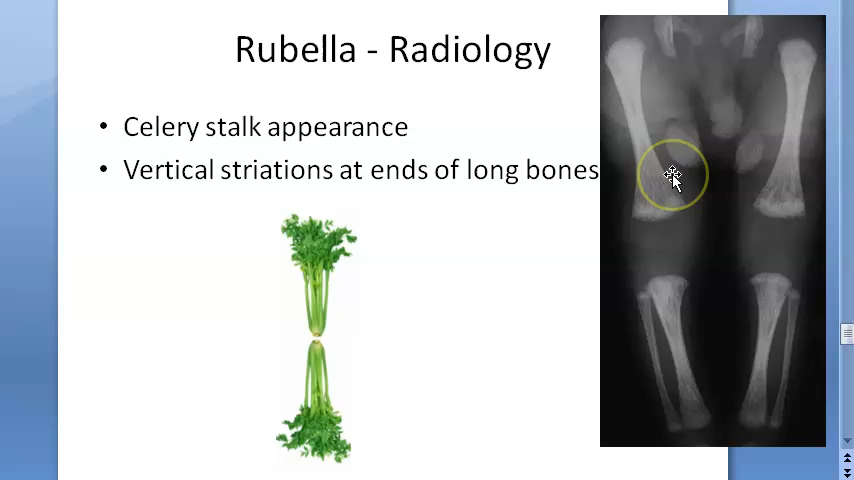 Rubella - Radiology
• Celery stalk appearance
• Vertical striations at ends of long bones